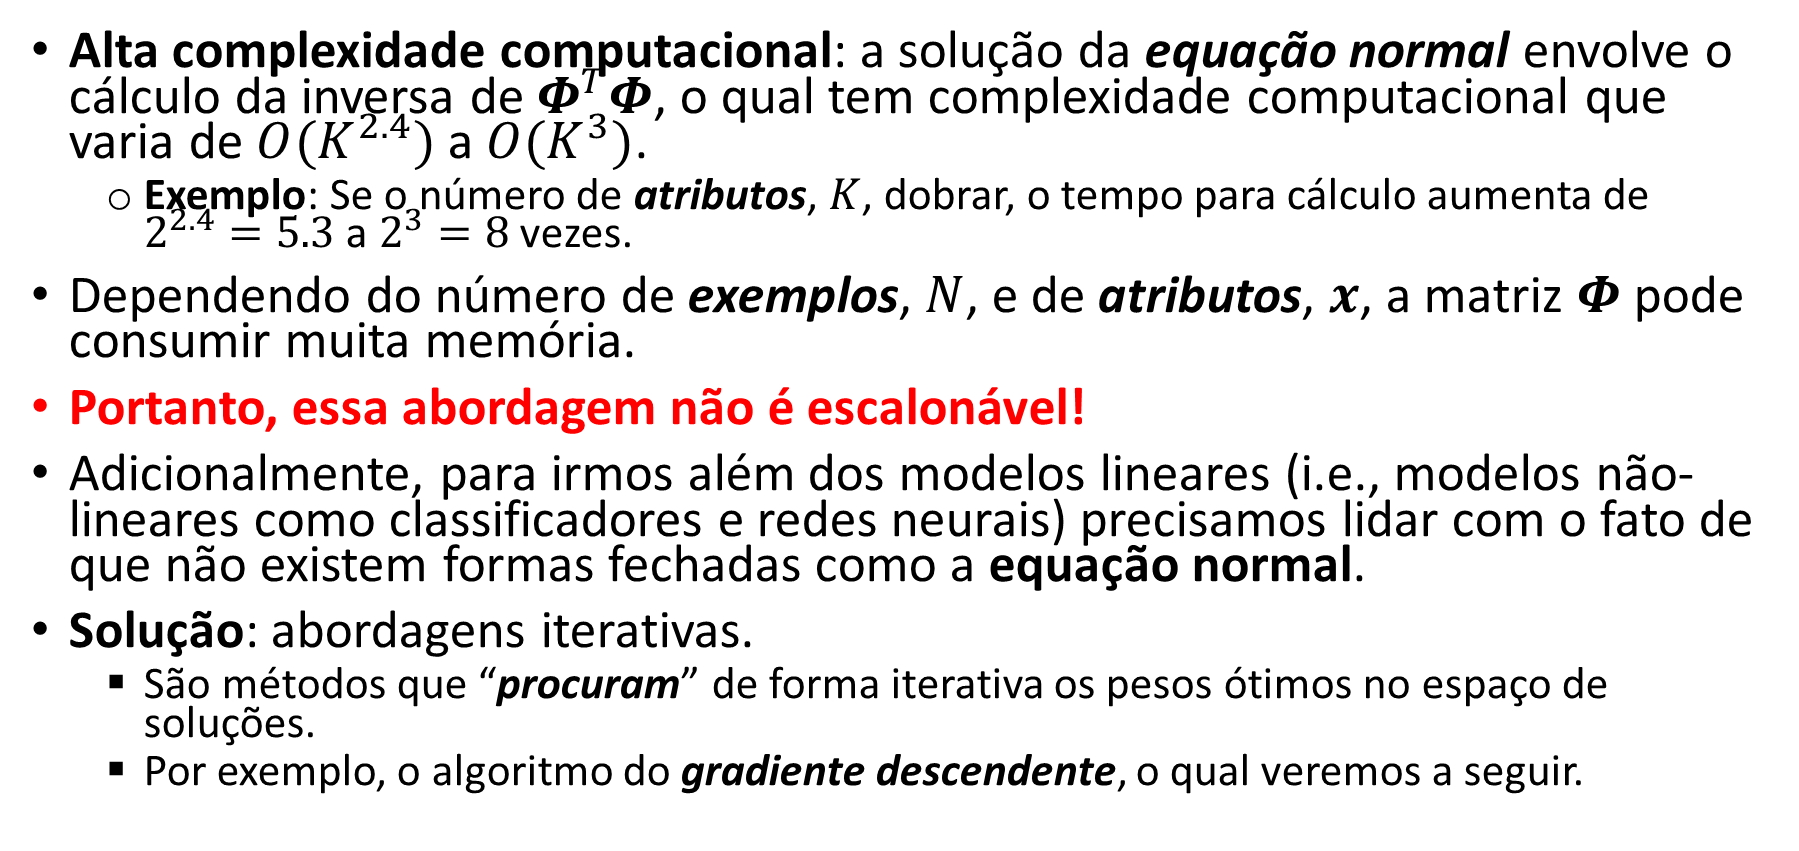 • Alta complexidade computacional: a solução da equação normal envolve o
cálculo da inversa de 𝜱ᵀ𝜱, o qual tem complexidade computacional que
varia de 𝑂(𝐾^2.4) a 𝑂(𝐾^3).
o Exemplo: Se o número de atributos, 𝐾, dobrar, o tempo para cálculo aumenta de
2^2.4 = 5.3 a 2^3 = 8 vezes.
• Dependendo do número de exemplos, 𝑁, e de atributos, 𝒙, a matriz 𝜱 pode
consumir muita memória.
• Portanto, essa abordagem não é escalonável!
• Adicionalmente, para irmos além dos modelos lineares (i.e., modelos não-
lineares como classificadores e redes neurais) precisamos lidar com o fato de
que não existem formas fechadas como a equação normal.
• Solução: abordagens iterativas.
▪ São métodos que “procuram” de forma iterativa os pesos ótimos no espaço de
soluções.
▪ Por exemplo, o algoritmo do gradiente descendente, o qual veremos a seguir.